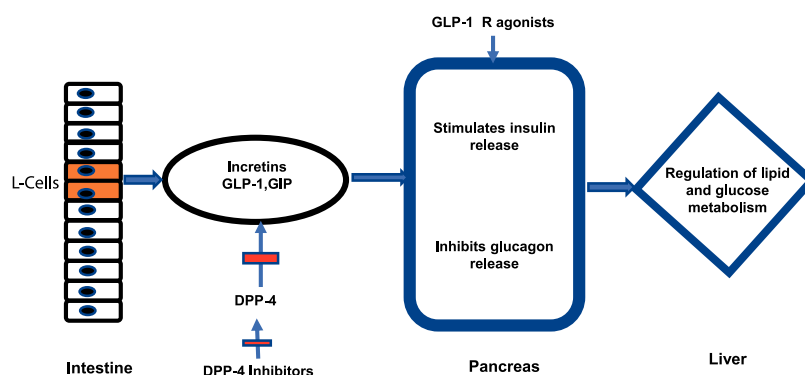 GLP-1 R agonists
L-Cells
Incretins
GLP-1,GIP
Stimulates insulin
release
Inhibits glucagon
release
Regulation of lipid
and glucose
metabolism
DPP-4
DPP-4 Inhibitors
Intestine
Pancreas
Liver